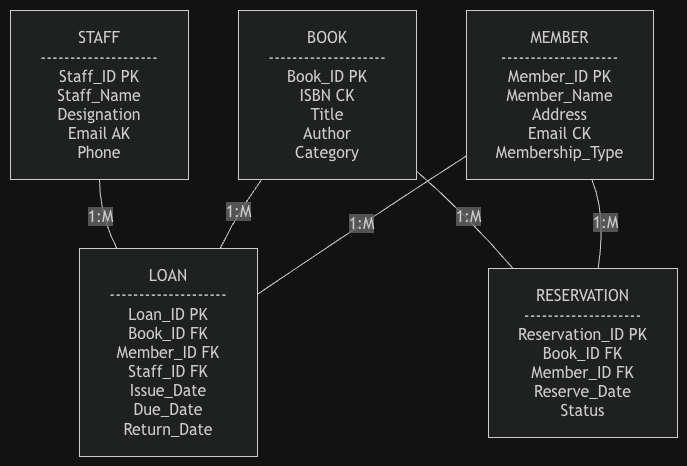 STAFF
--------------------
Staff_ID PK
Staff_Name
Designation
Email AK
Phone
BOOK
--------------------
Book_ID PK
ISBN CK
Title
Author
Category
MEMBER
--------------------
Member_ID PK
Member_Name
Address
Email CK
Membership_Type
1:M
1:M
1:M
1:M
1:M
LOAN
--------------------
Loan_ID PK
Book_ID FK
Member_ID FK
Staff_ID FK
Issue_Date
Due_Date
Return_Date
RESERVATION
--------------------
Reservation_ID PK
Book_ID FK
Member_ID FK
Reserve_Date
Status